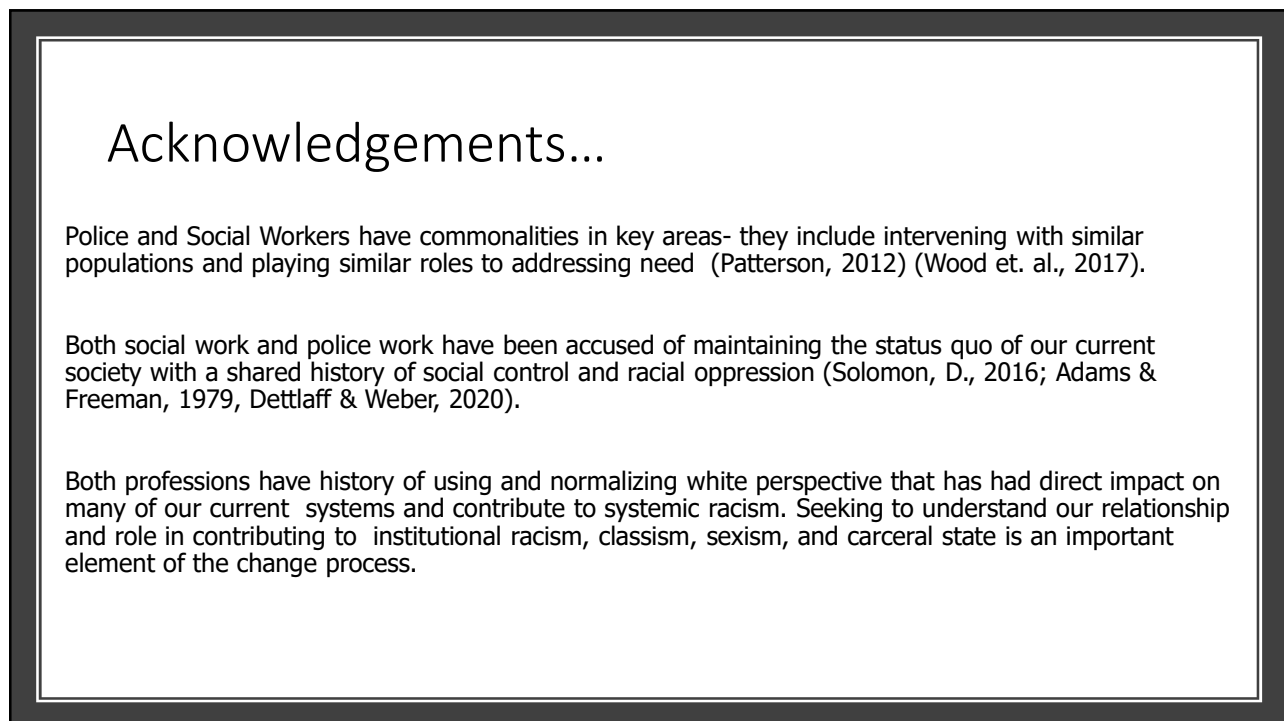 Acknowledgements…
Police and Social Workers have commonalities in key areas- they include intervening with similar
populations and playing similar roles to addressing need  (Patterson, 2012) (Wood et. al., 2017).
Both social work and police work have been accused of maintaining the status quo of our current
society with a shared history of social control and racial oppression (Solomon, D., 2016; Adams &
Freeman, 1979, Dettlaff & Weber, 2020).
Both professions have history of using and normalizing white perspective that has had direct impact on
many of our current  systems and contribute to systemic racism. Seeking to understand our relationship
and role in contributing to  institutional racism, classism, sexism, and carceral state is an important
element of the change process.